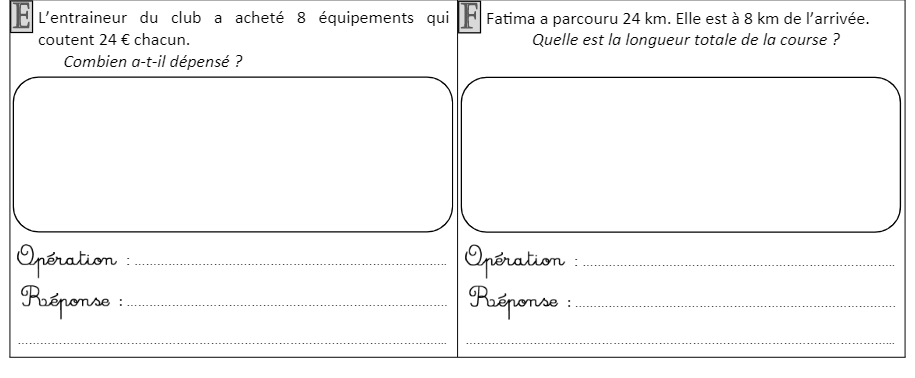 E L'entraineur du club a acheté 8 équipements qui
coutent 24 € chacun.
Combien a-t-il dépensé ?
Opération : ................................................
Réponse : ................................................
................................................
F Fatima a parcouru 24 km. Elle est à 8 km de l'arrivée.
Quelle est la longueur totale de la course ?
Opération : ................................................
Réponse : ................................................
................................................